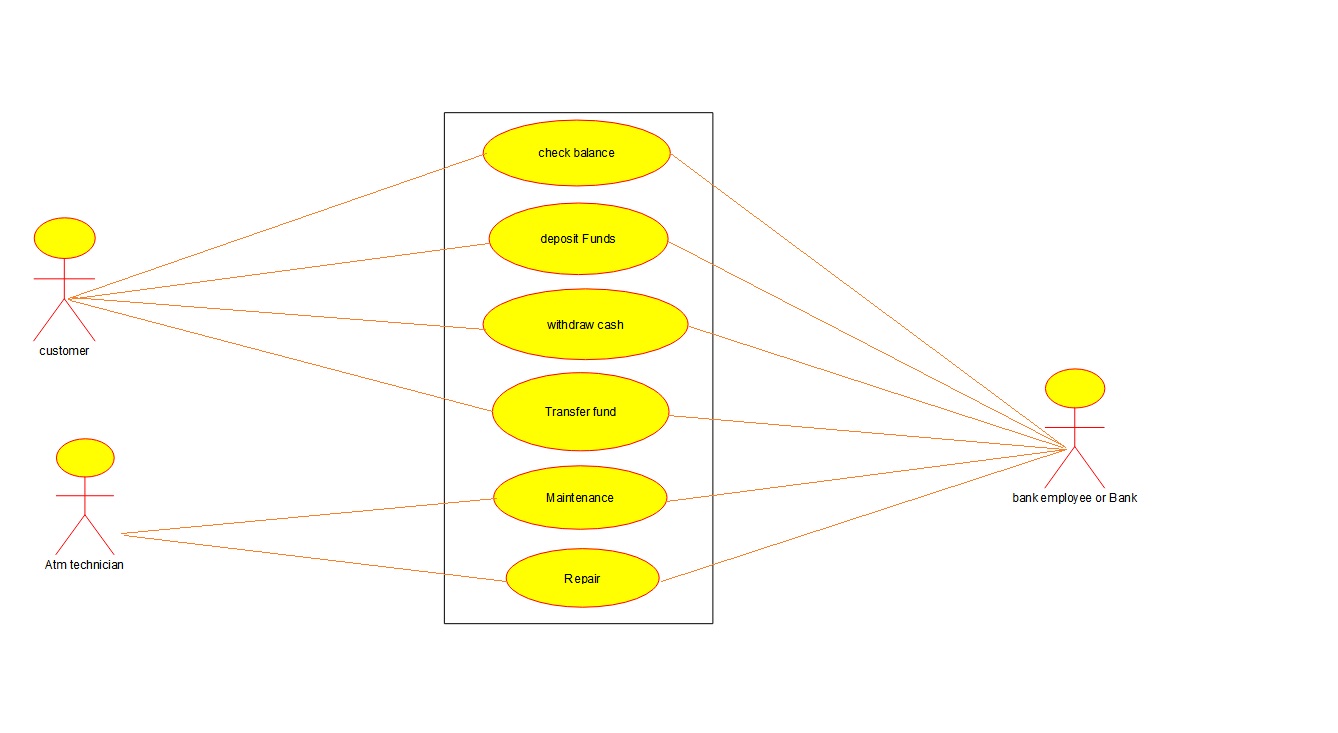 check balance
deposit Funds
withdraw cash
customer
Transfer fund
Maintenance
bank employee or Bank
Atm technician
Repair